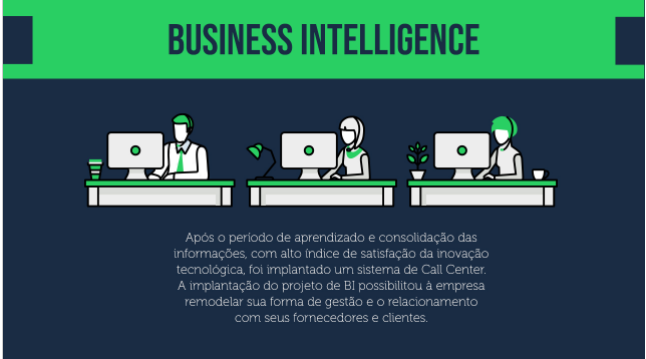 BUSINESS INTELLIGENCE
Após o período de aprendizado e consolidação das
informações, com alto índice de satisfação da inovação
tecnológica, foi implantado um sistema de Call Center.
A implantação do projeto de BI possibilitou à empresa
remodelar sua forma de gestão e o relacionamento
com seus fornecedores e clientes.